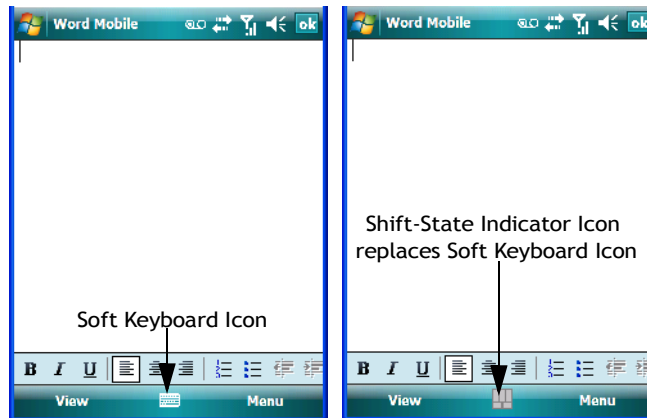 Word Mobile ok
Soft Keyboard Icon
B I U
View Menu
Word Mobile ok
Shift-State Indicator Icon
replaces Soft Keyboard Icon
B I U
View Menu